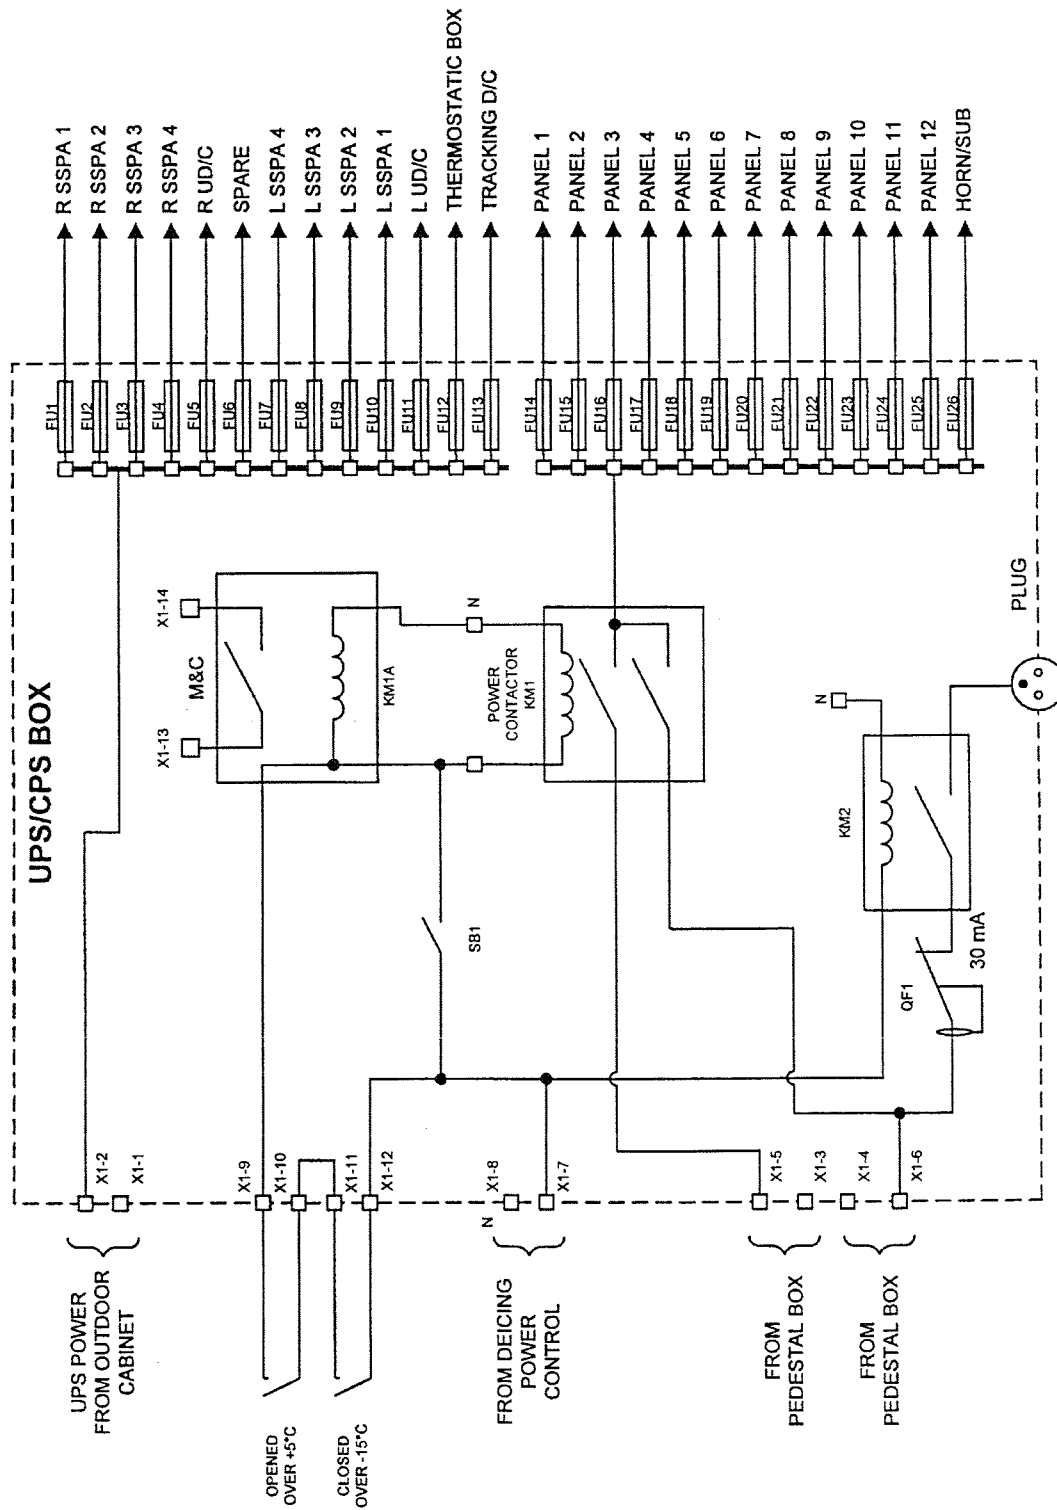 UPS/CPS BOX
UPS POWER
FROM OUTDOOR
CABINET
X1-2
X1-1
OPENED
OVER +5°C
CLOSED
OVER -15°C
X1-9
X1-10
X1-11
X1-12
FROM DEICING
POWER
CONTROL
N
X1-8
X1-7
FROM
PEDESTAL BOX
X1-5
X1-3
FROM
PEDESTAL BOX
X1-4
X1-6
X1-13
M&C
X1-14
KM1A
SB1
N
POWER
CONTACTOR
KM1
N
KM2
QF1
30 mA
PLUG
FU1
R SSPA 1
FU2
R SSPA 2
FU3
R SSPA 3
FU4
R SSPA 4
FU5
R UD/C
FU6
SPARE
FU7
L SSPA 4
FU8
L SSPA 3
FU9
L SSPA 2
FU10
L SSPA 1
FU11
L UD/C
FU12
THERMOSTATIC BOX
FU13
TRACKING D/C
FU14
PANEL 1
FU15
PANEL 2
FU16
PANEL 3
FU17
PANEL 4
FU18
PANEL 5
FU19
PANEL 6
FU20
PANEL 7
FU21
PANEL 8
FU22
PANEL 9
FU23
PANEL 10
FU24
PANEL 11
FU25
PANEL 12
FU26
HORN/SUB